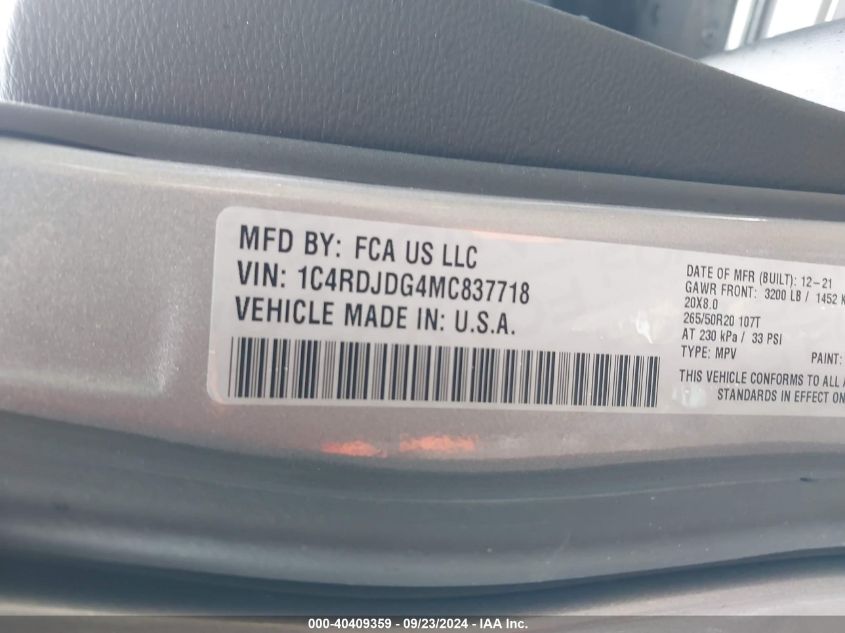 MFD BY: FCA US LLC
VIN: 1C4RDJDG4MC837718
VEHICLE MADE IN: U.S.A.
DATE OF MFR (BUILT): 12-21
GAWR FRONT: 3200 LB / 1452 K
20X8.0
265/50R20 107T
AT 230 kPa / 33 PSI
TYPE: MPV PAINT:
THIS VEHICLE CONFORMS TO ALL A
STANDARDS IN EFFECT ON
000-40409359 - 09/23/2024 - IAA Inc.